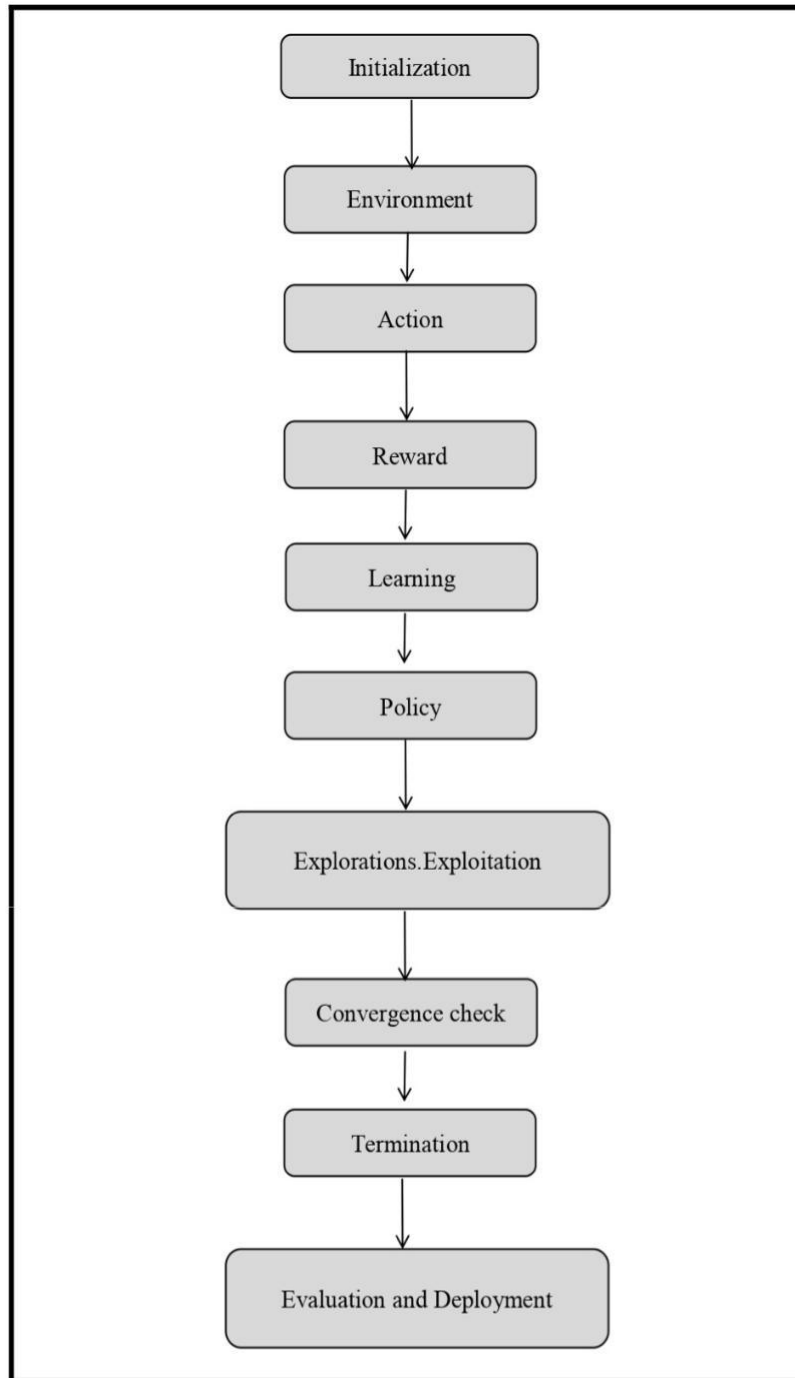 Initialization
Environment
Action
Reward
Learning
Policy
Explorations.Exploitation
Convergence check
Termination
Evaluation and Deployment